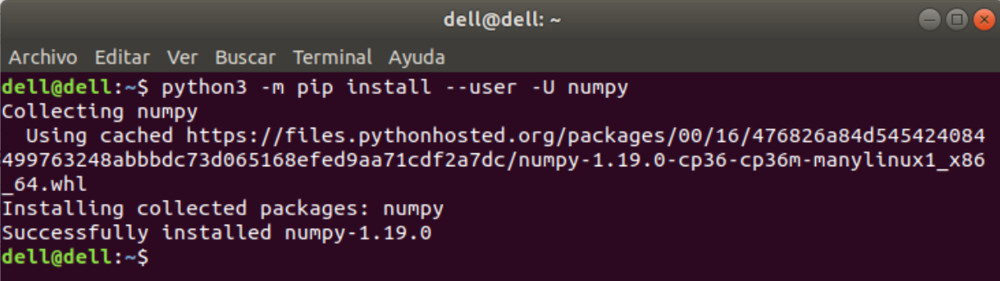 dell@dell: ~
Archivo Editar Ver Buscar Terminal Ayuda
dell@dell:~$ python3 -m pip install --user -U numpy
Collecting numpy
  Using cached https://files.pythonhosted.org/packages/00/16/476826a84d545424084
499763248abbbdc73d065168efed9aa71cdf2a7dc/numpy-1.19.0-cp36-cp36m-manylinux1_x86
_64.whl
Installing collected packages: numpy
Successfully installed numpy-1.19.0
dell@dell:~$